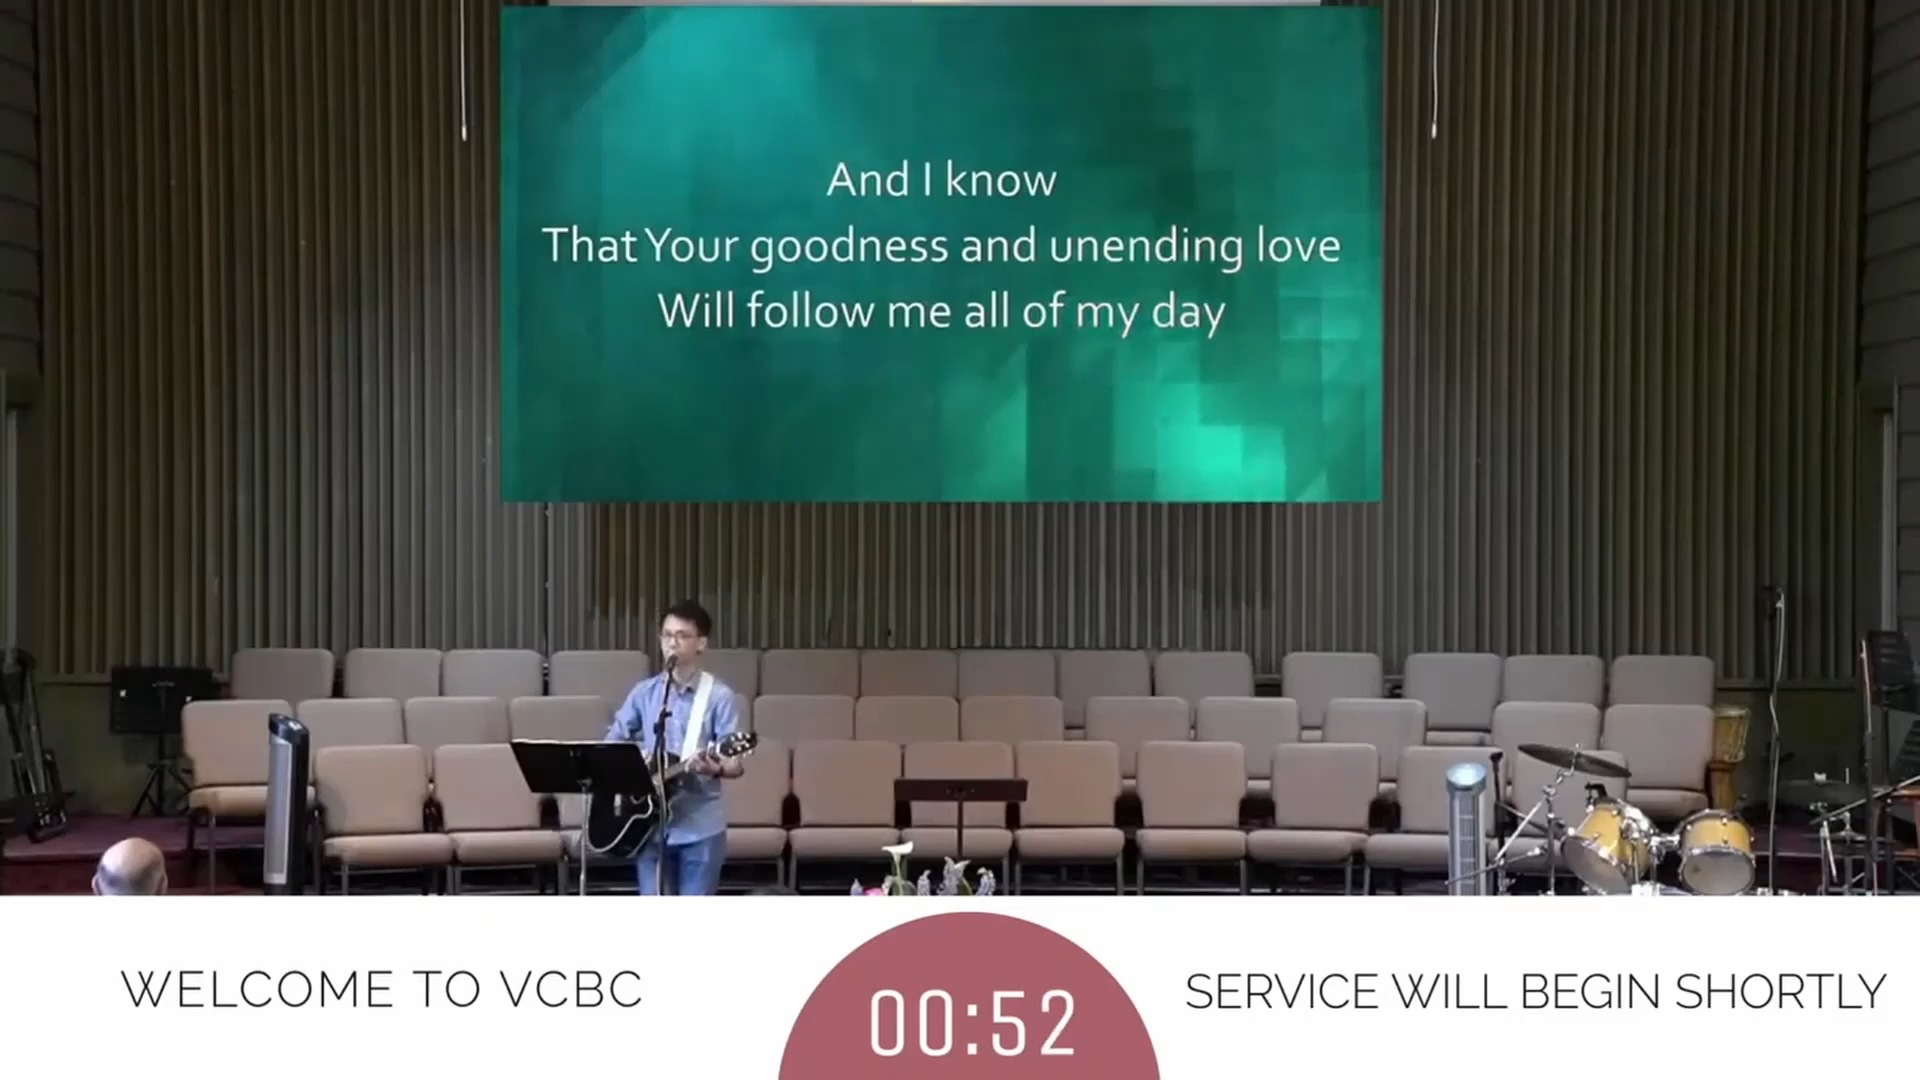 And I know
That Your goodness and unending love
Will follow me all of my day
WELCOME TO VCBC
00:52
SERVICE WILL BEGIN SHORTLY